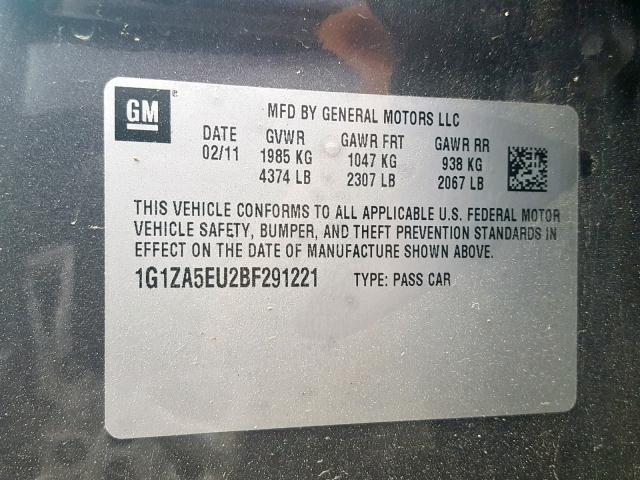 GM®
MFD BY GENERAL MOTORS LLC
DATE GVWR GAWR FRT GAWR RR
02/11 1985 KG 1047 KG 938 KG
4374 LB 2307 LB 2067 LB
THIS VEHICLE CONFORMS TO ALL APPLICABLE U.S. FEDERAL MOTOR
VEHICLE SAFETY, BUMPER, AND THEFT PREVENTION STANDARDS IN
EFFECT ON THE DATE OF MANUFACTURE SHOWN ABOVE.
1G1ZA5EU2BF291221 TYPE: PASS CAR